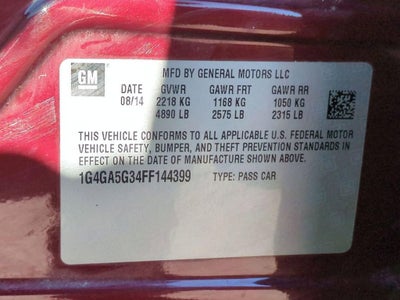 GM
MFD BY GENERAL MOTORS LLC
DATE GVWR GAWR FRT GAWR RR
08/14 2218 KG 1168 KG 1050 KG
4890 LB 2575 LB 2315 LB
THIS VEHICLE CONFORMS TO ALL APPLICABLE U.S. FEDERAL MOTOR
VEHICLE SAFETY, BUMPER, AND THEFT PREVENTION STANDARDS
IN EFFECT ON THE DATE OF MANUFACTURE SHOWN ABOVE.
1G4GA5G34FF144399 TYPE: PASS CAR